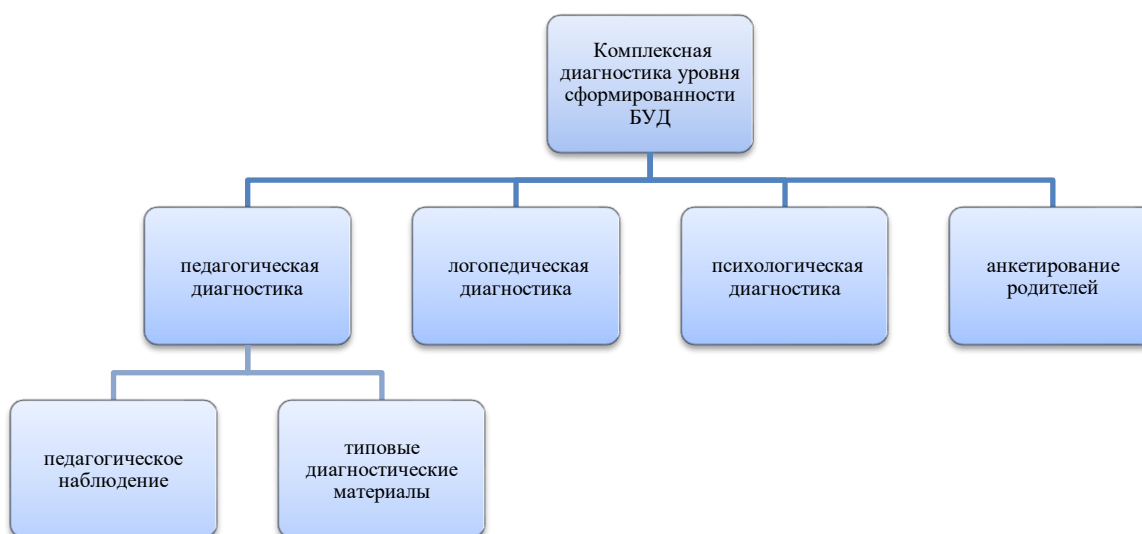 Комплексная
диагностика уровня
сформированности
БУД
педагогическая
диагностика
логопедическая
диагностика
психологическая
диагностика
анкетирование
родителей
педагогическое
наблюдение
типовые
диагностические
материалы